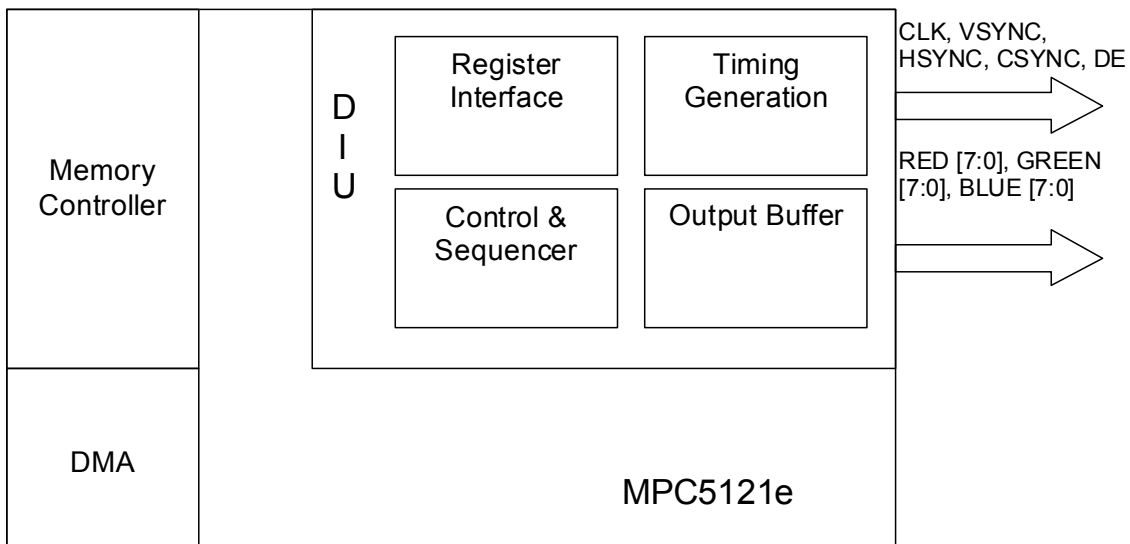 Memory
Controller
DMA
D
I
U
Register
Interface
Timing
Generation
Control &
Sequencer
Output Buffer
MPC5121e
CLK, VSYNC,
HSYNC, CSYNC, DE
RED [7:0], GREEN
[7:0], BLUE [7:0]